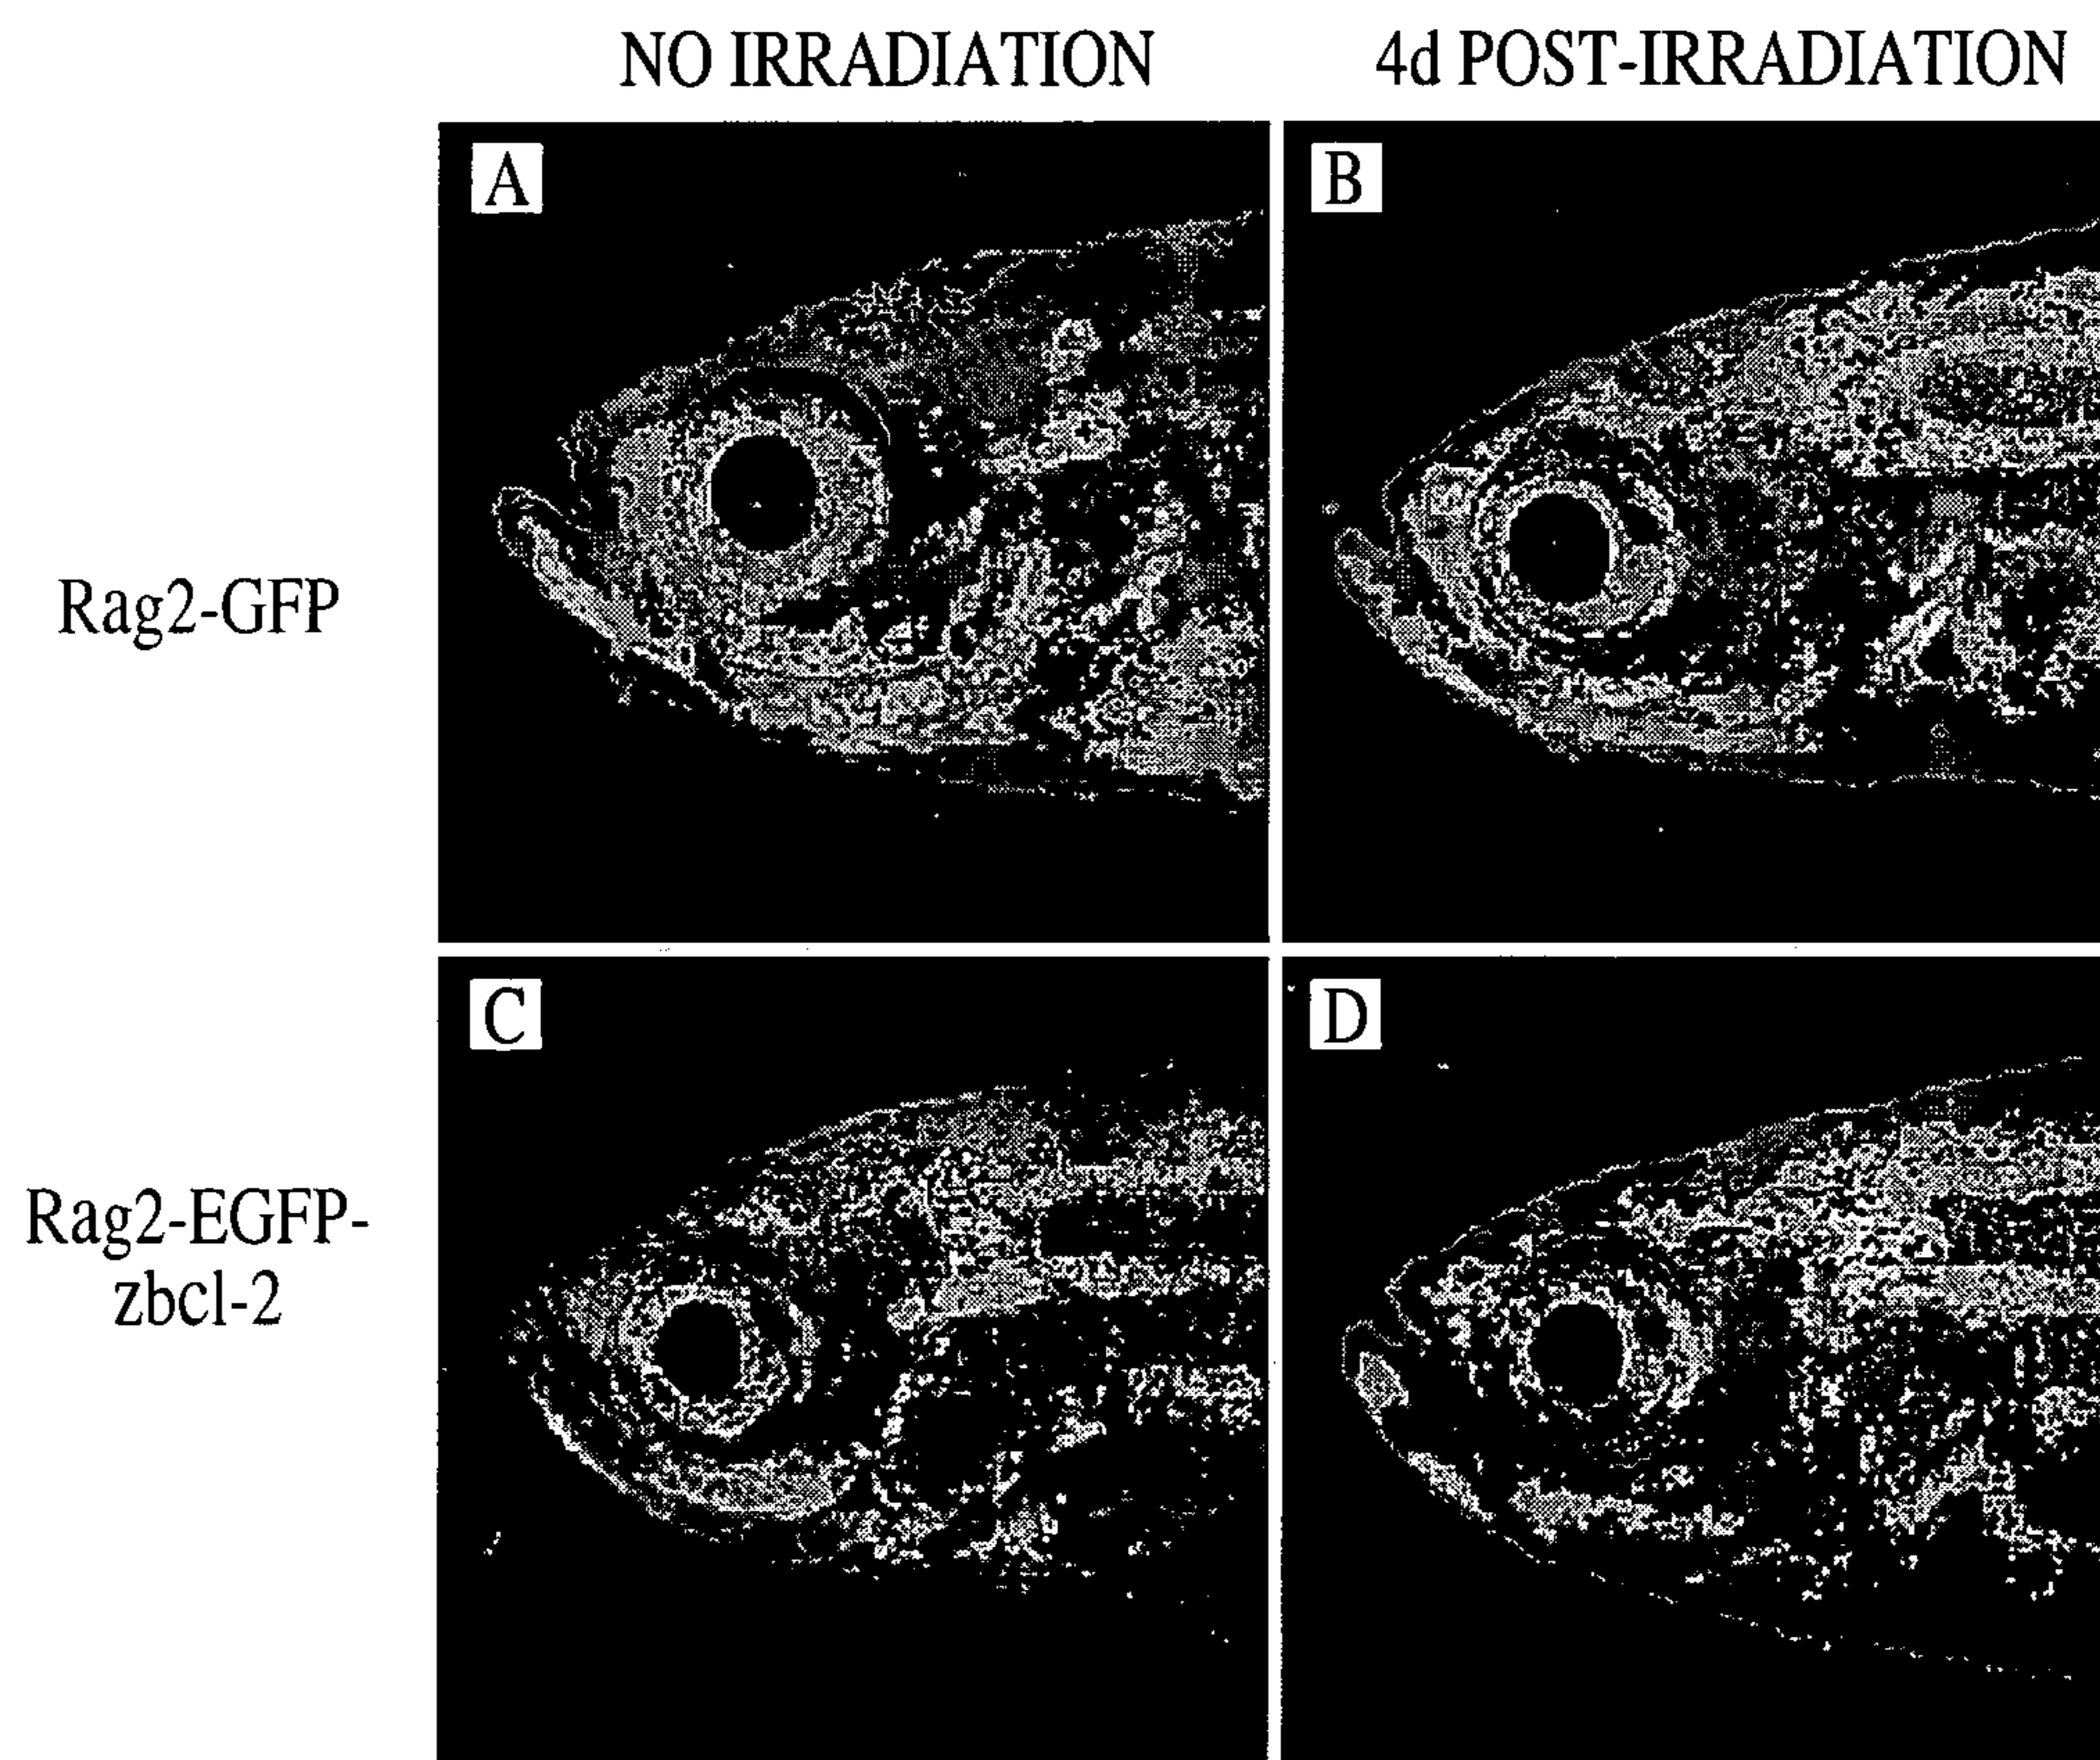 NO IRRADIATION
4d POST-IRRADIATION
A
B
Rag2-GFP
C
D
Rag2-EGFP-
zbcl-2